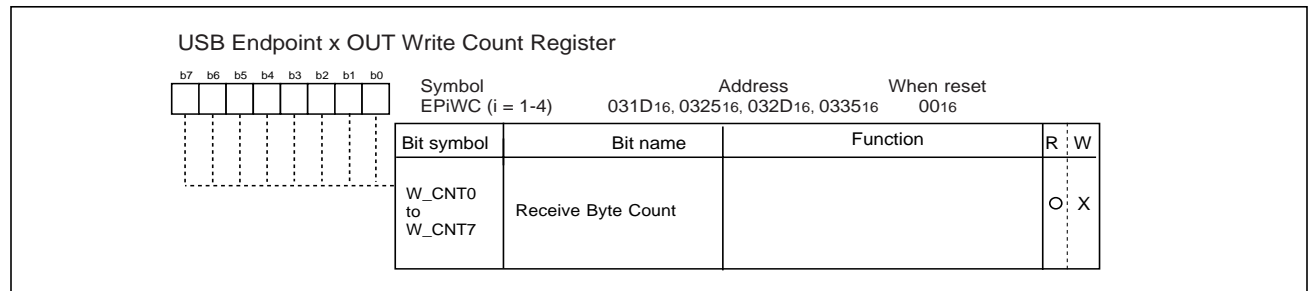 USB Endpoint x OUT Write Count Register
b7 b6 b5 b4 b3 b2 b1 b0
Symbol Address When reset
EPiWC (i = 1-4) 031D16, 032516, 032D16, 033516 0016
Bit symbol Bit name Function R W
W_CNT0
to
W_CNT7
Receive Byte Count
O X